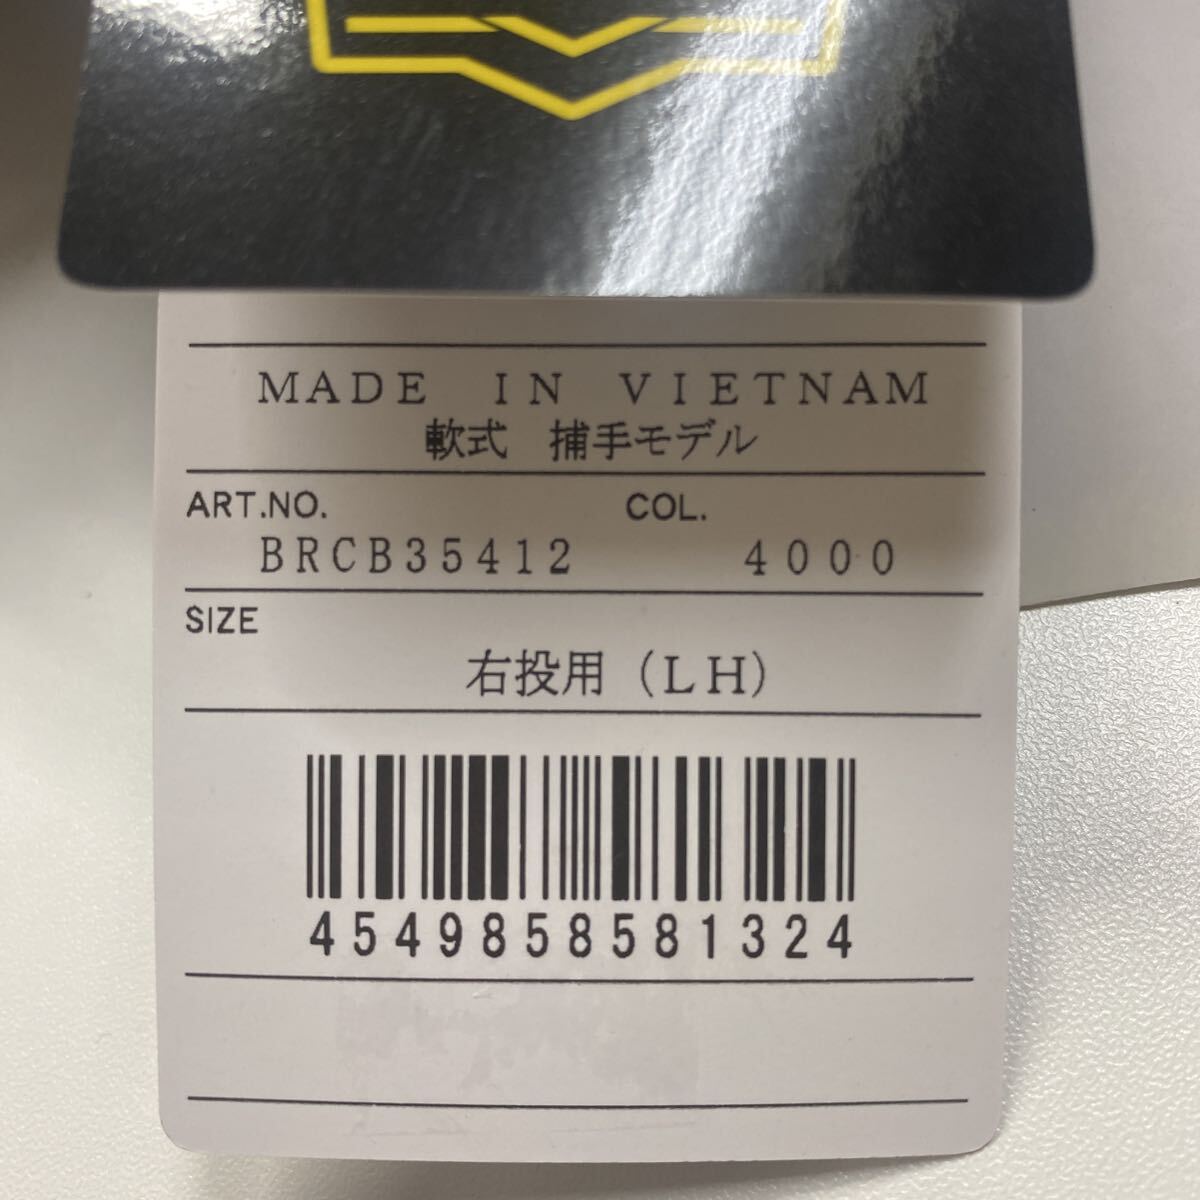 MADE IN VIETNAM
軟式 捕手モデル
ART.NO. COL.
BRCB35412 4000
SIZE
右投用（LH）
4549858581324